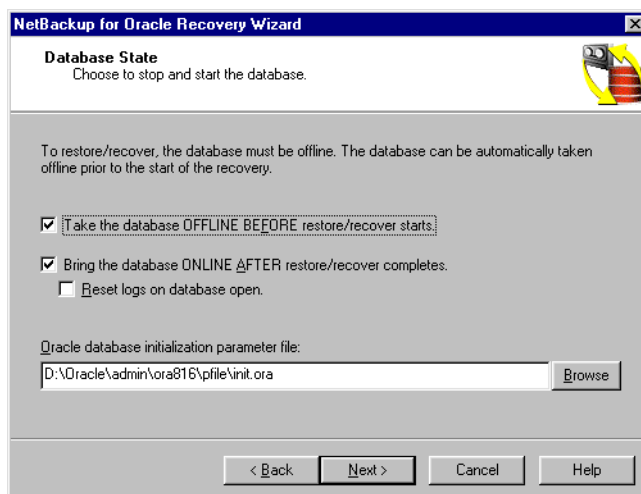 NetBackup for Oracle Recovery Wizard
Database State
Choose to stop and start the database.
To restore/recover, the database must be offline. The database can be automatically taken
offline prior to the start of the recovery.
Take the database OFFLINE BEFORE restore/recover starts.
Bring the database ONLINE AFTER restore/recover completes.
Reset logs on database open.
Oracle database initialization parameter file:
D:\Oracle\admin\ora816\pfile\init.ora
Browse
< Back
Next >
Cancel
Help